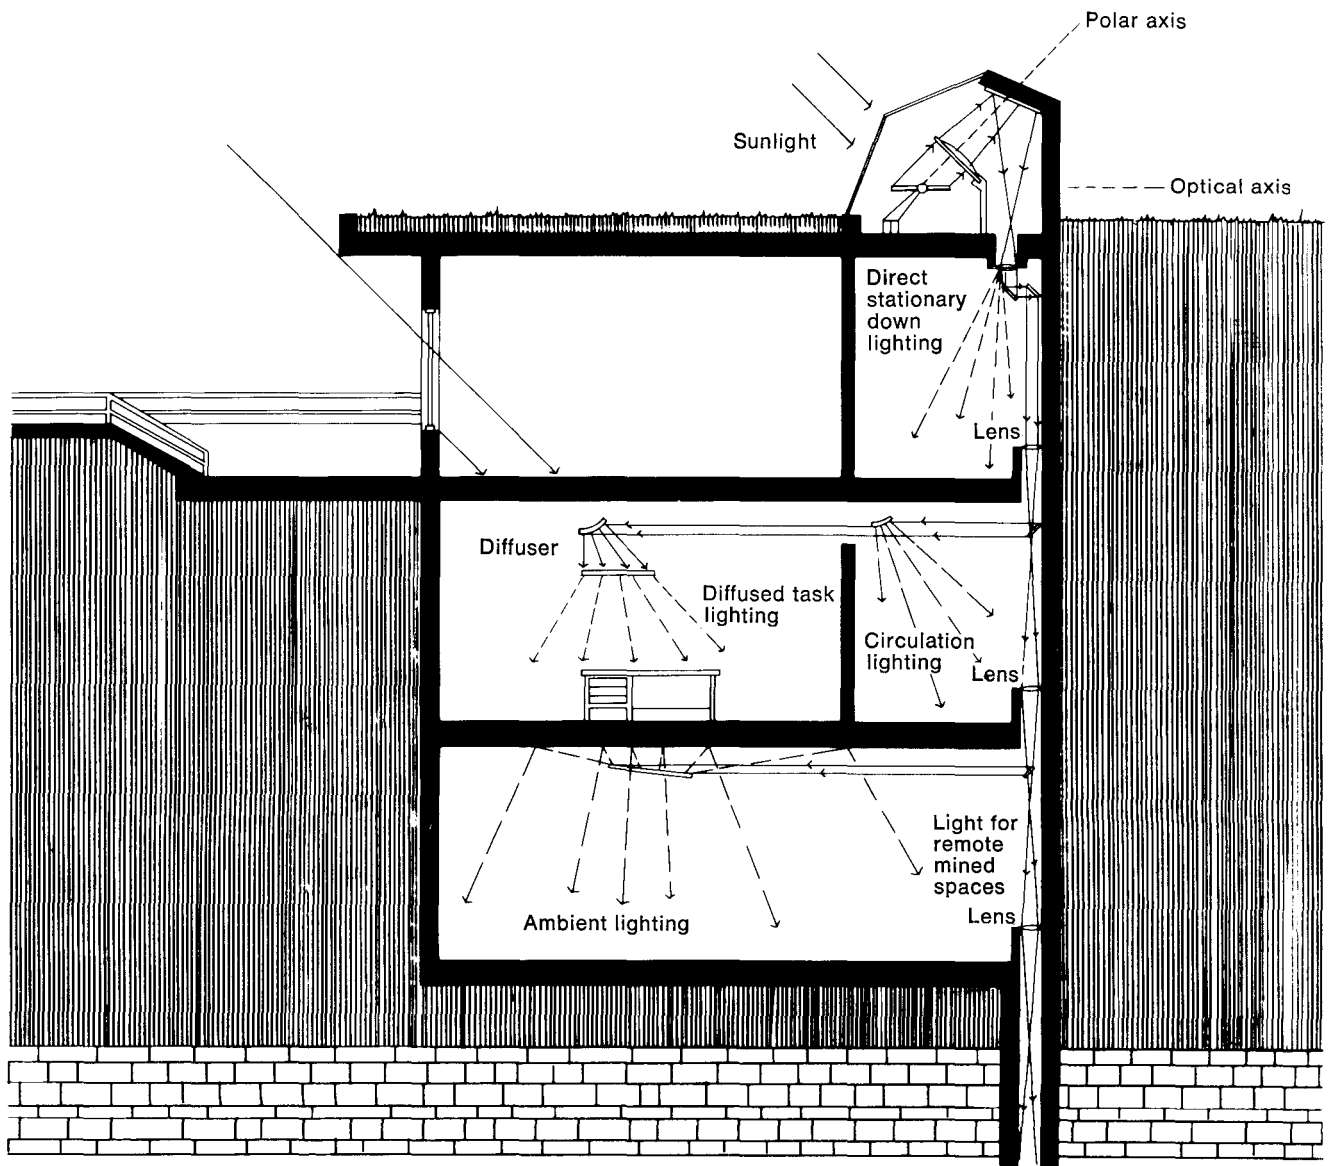 Polar axis
Sunlight
Optical axis
Direct
stationary
down
lighting
Lens
Diffuser
Diffused task
lighting
Circulation
lighting
Lens
Light for
remote
mined
spaces
Lens
Ambient lighting